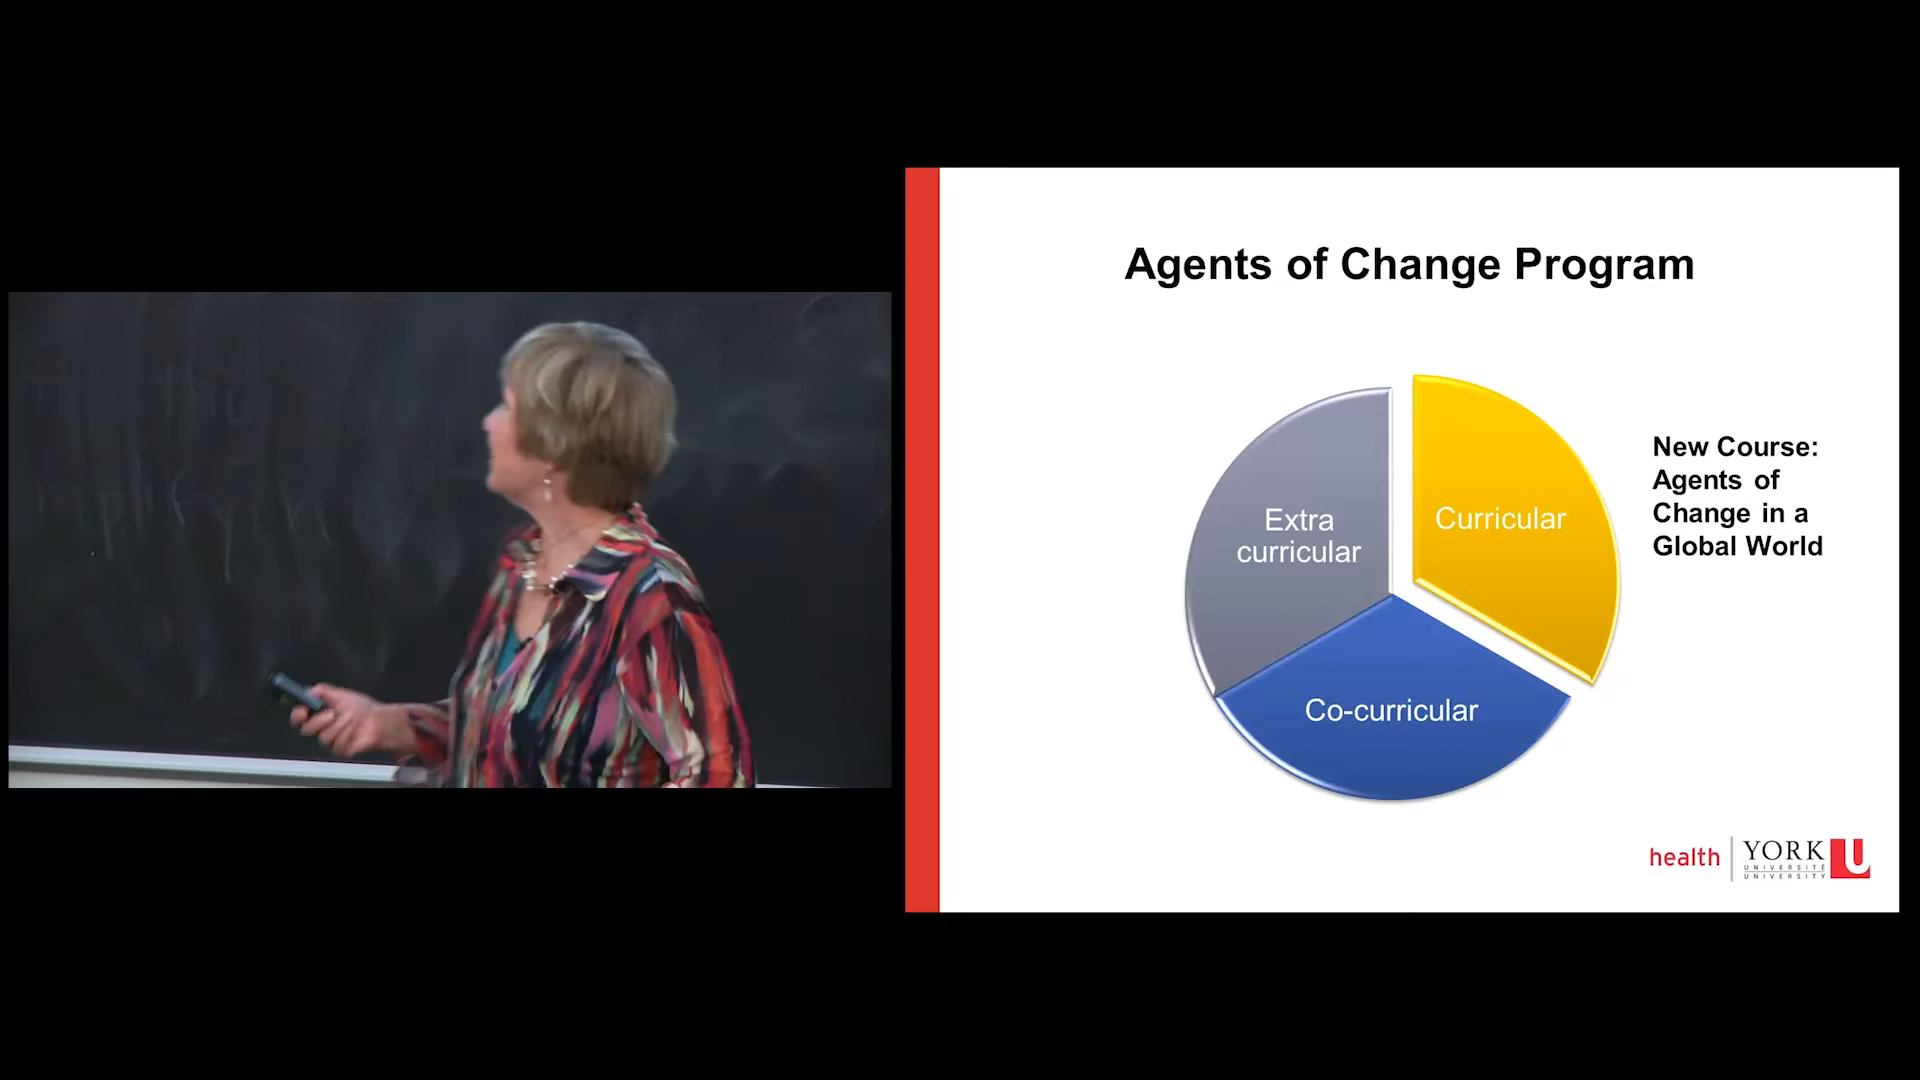 Agents of Change Program
Extra
curricular
Curricular
Co-curricular
New Course:
Agents of
Change in a
Global World
health
YORK
UNIVERSITÉ
UNIVERSITY
U